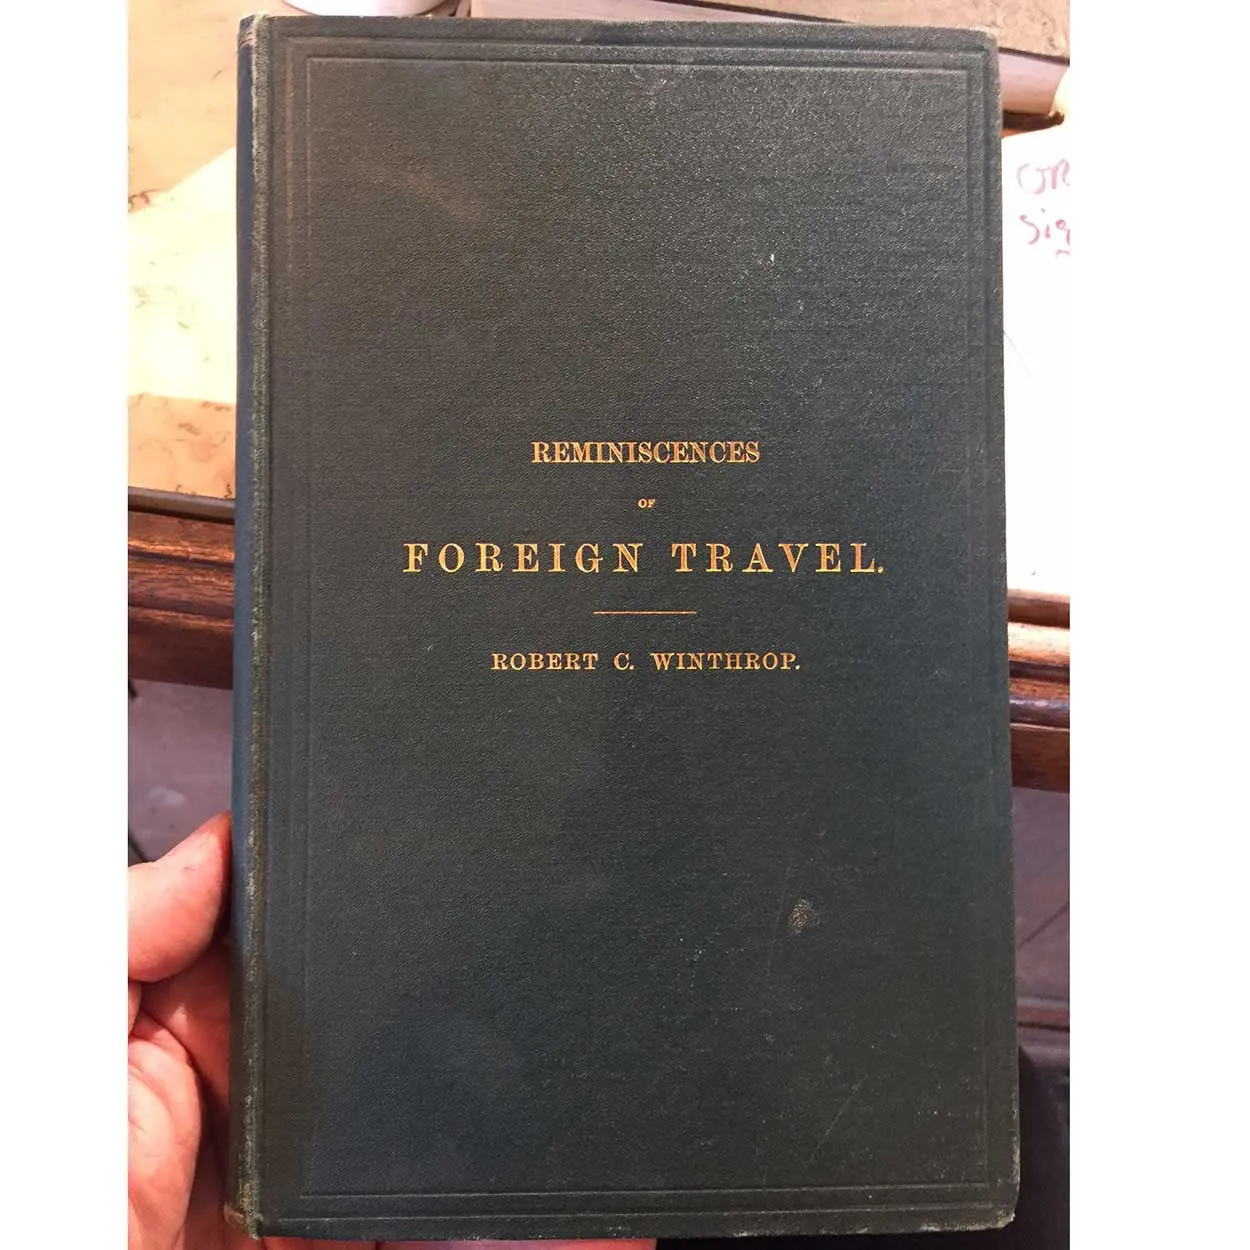 REMINISCENCES
OF
FOREIGN TRAVEL.
ROBERT C. WINTHROP.